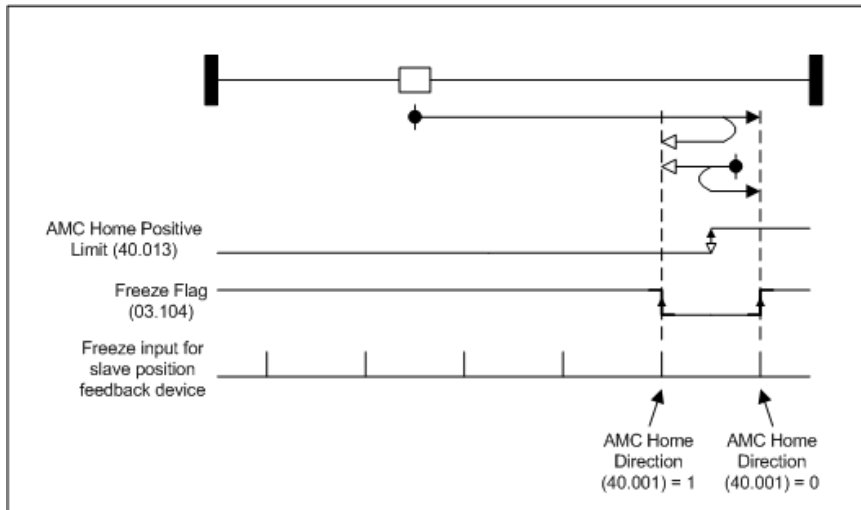 AMC Home Positive
Limit (40.013)
Freeze Flag
(03.104)
Freeze input for
slave position
feedback device
AMC Home
Direction
(40.001) = 1
AMC Home
Direction
(40.001) = 0